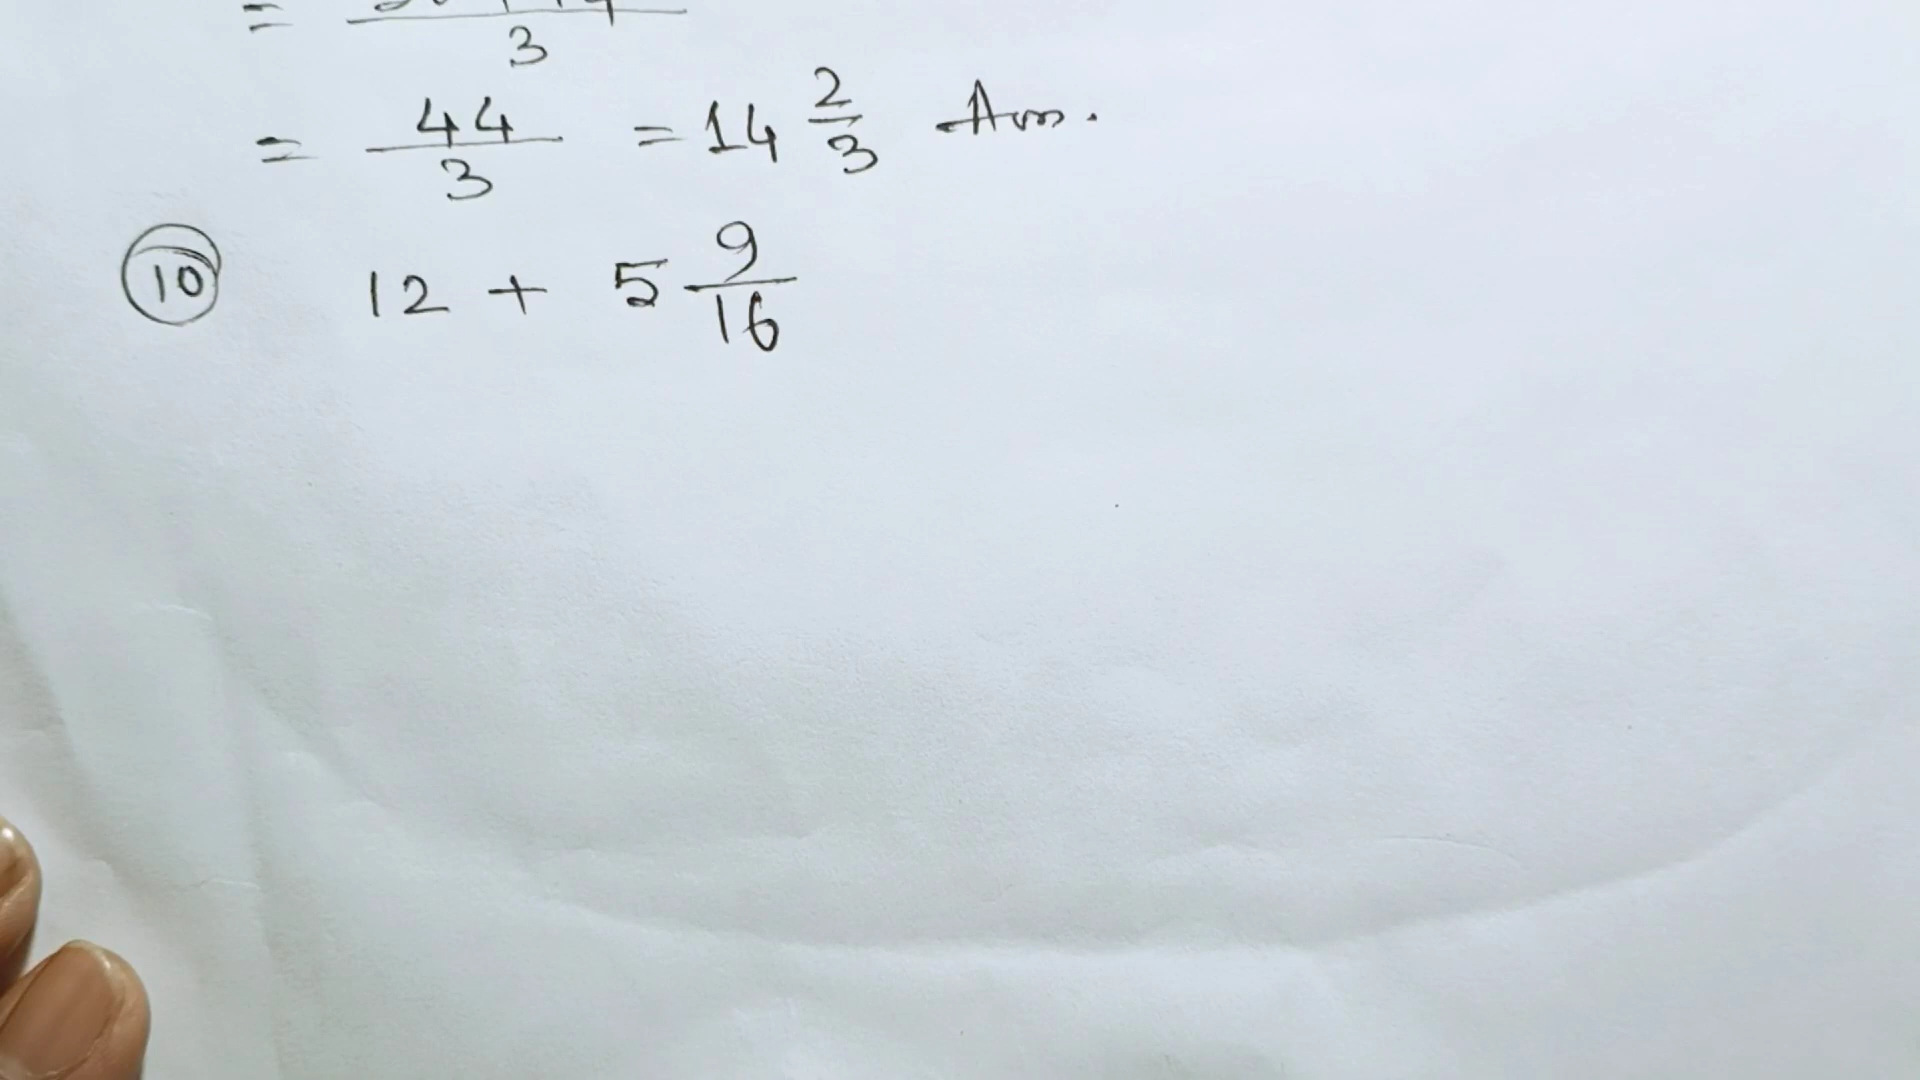 = 3
= 44/3 = 14 2/3 Ans.
10 12 + 5 9/16